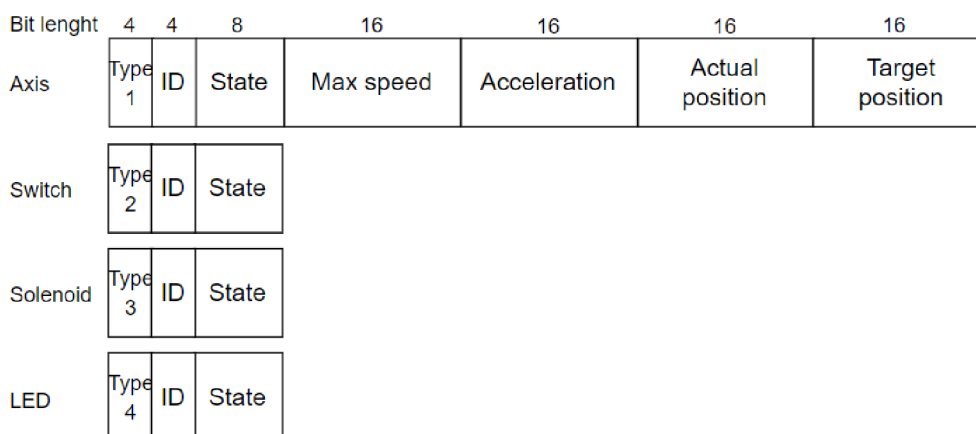 Bit lenght 4 4 8 16 16 16 16
Axis Type 1 ID State Max speed Acceleration Actual position Target position
Switch Type 2 ID State
Solenoid Type 3 ID State
LED Type 4 ID State